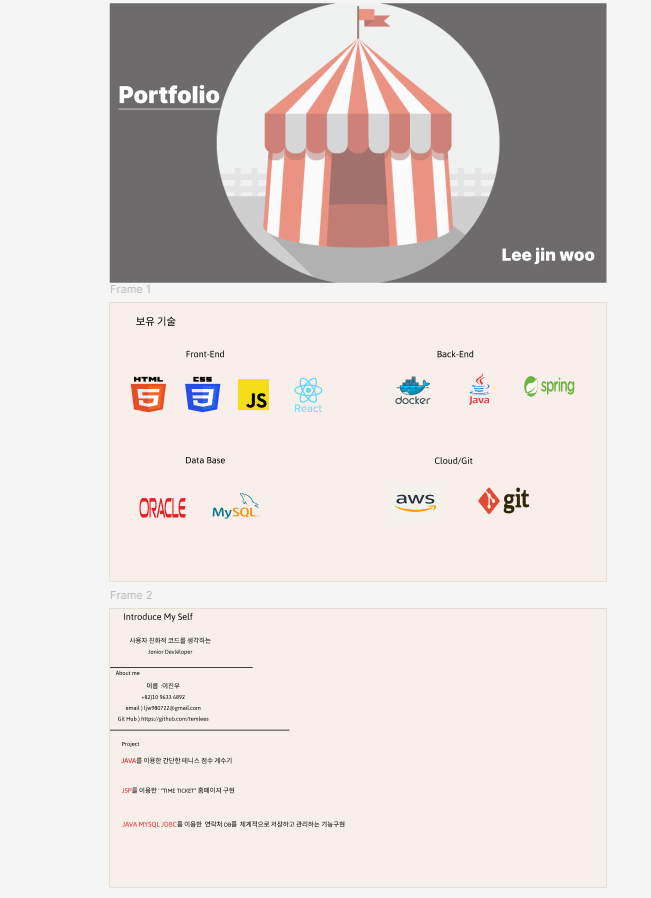 Portfolio
Lee jin woo
Frame 1
보유 기술
Front-End
Back-End
HTML
5
CSS
3
JS
React
docker
Java
spring
Data Base
Cloud/Git
ORACLE
MySQL
aws
git
Frame 2
Introduce My Self
사용자 친화적 코드를 생각하는
Jonior Devleloper
About me
이름 :이진우
+82)10 9633 6892
email ) ljw980722@gmail.com
Git Hub ) https://github.com/temlees
Project
JAVA를 이용한 간단한 테니스 점수 계수기
JSP를 이용한 ' "TIME TICKET" 홈페이지 구현
JAVA MYSQL JDBC를 이용한 연락처 DB를 체계적으로 저장하고 관리하는 기능구현